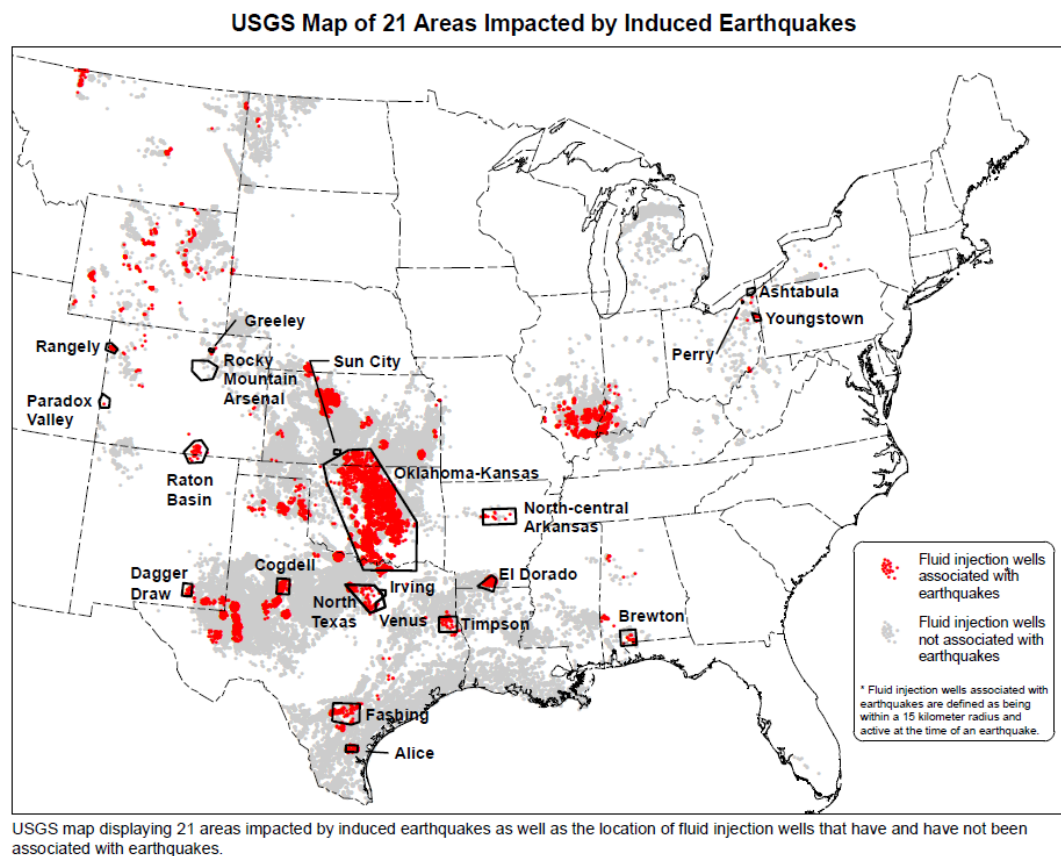 USGS Map of 21 Areas Impacted by Induced Earthquakes
Greeley
Rangely
Rocky
Mountain
Arsenal
Sun City
Paradox
Valley
Raton
Basin
Oklahoma-Kansas
Ashtabula
Youngstown
Perry
North-central
Arkansas
Dagger
Draw
Cogdell
El Dorado
Irving
North
Texas
Venus
Timpson
Brewton
Fashing
Alice
Fluid injection wells
associated with
earthquakes
Fluid injection wells
not associated with
earthquakes
* Fluid injection wells associated with
earthquakes are defined as being
within a 15 kilometer radius and
active at the time of an earthquake.
USGS map displaying 21 areas impacted by induced earthquakes as well as the location of fluid injection wells that have and have not been
associated with earthquakes.